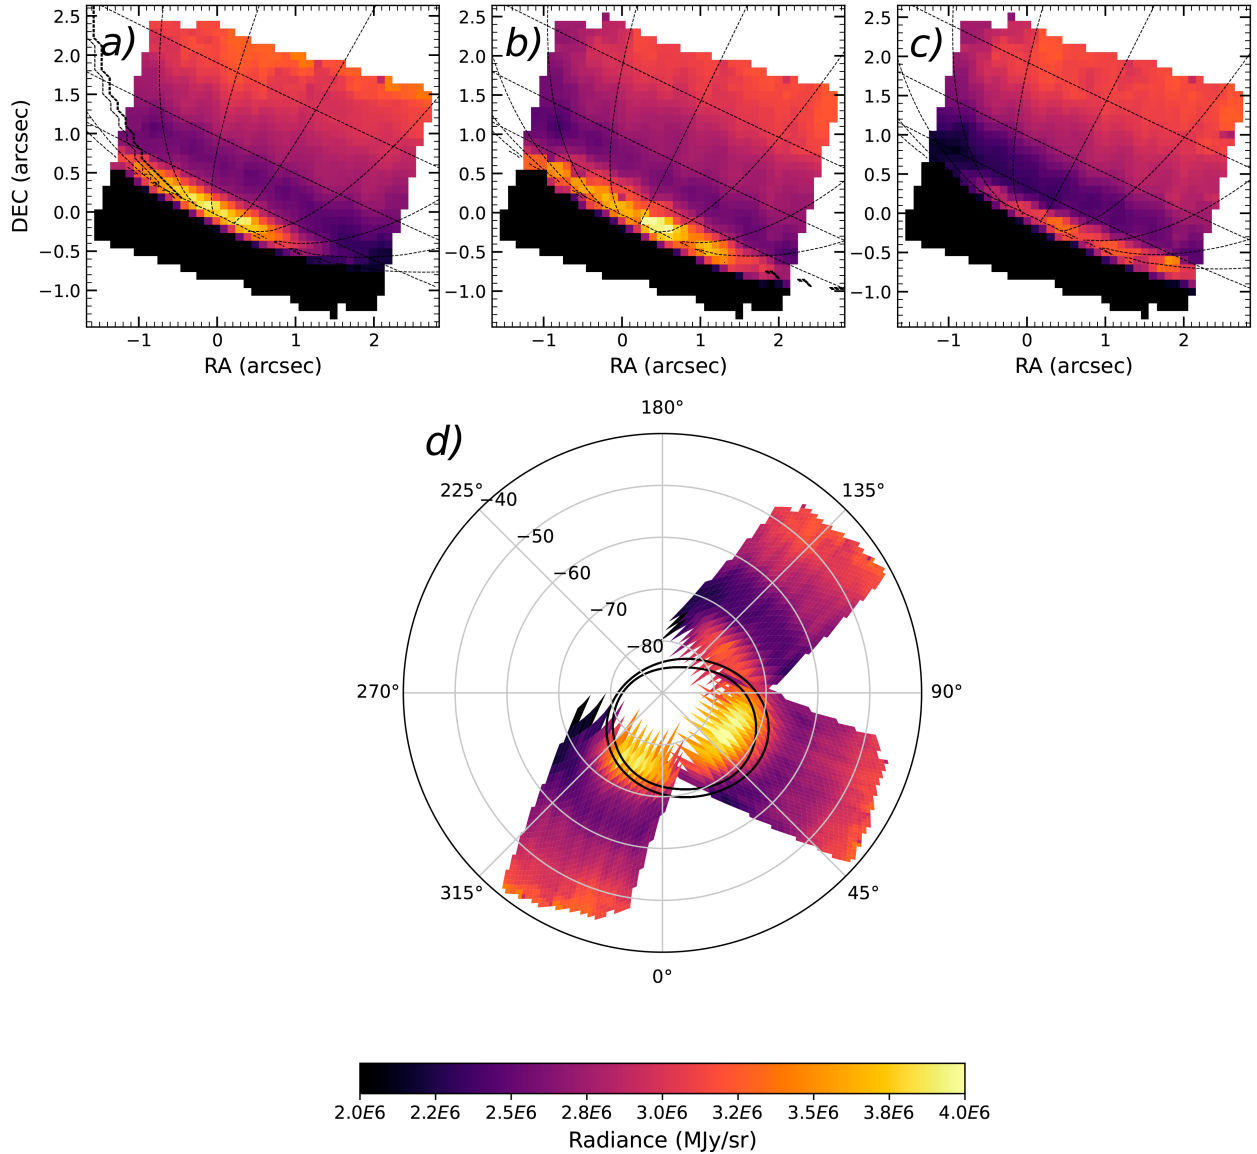 a)
b)
c)
2.5
2.0
1.5
1.0
0.5
0.0
−0.5
−1.0
DEC (arcsec)
2.5
2.0
1.5
1.0
0.5
0.0
−0.5
−1.0
2.5
2.0
1.5
1.0
0.5
0.0
−0.5
−1.0
−1 0 1 2
−1 0 1 2
−1 0 1 2
RA (arcsec)
RA (arcsec)
RA (arcsec)
d)
180°
225°
135°
−40
−50
−60
−70
−80
270°
90°
315°
45°
0°
2.0E6 2.2E6 2.5E6 2.8E6 3.0E6 3.2E6 3.5E6 3.8E6 4.0E6
Radiance (MJy/sr)